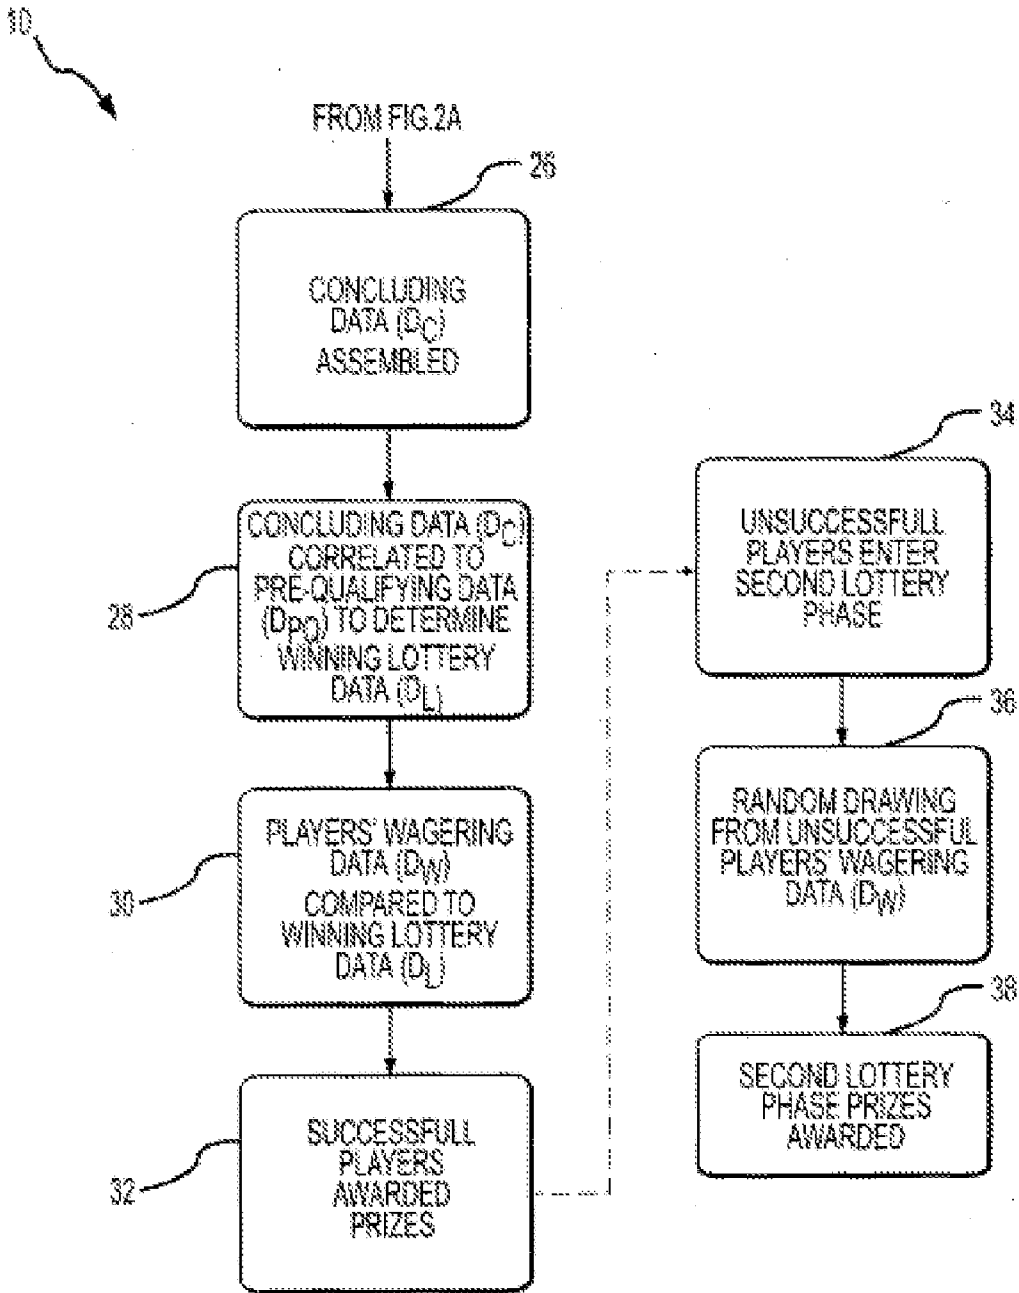 10
FROM FIG.2A
26
CONCLUDING
DATA (DC)
ASSEMBLED
CONCLUDING DATA (DC)
CORRELATED TO
PRE-QUALIFYING DATA
(DPQ) TO DETERMINE
WINNING LOTTERY
DATA (DL)
28
PLAYERS' WAGERING
DATA (DW)
COMPARED TO
WINNING LOTTERY
DATA (DL)
30
SUCCESSFULL
PLAYERS
AWARDED
PRIZES
32
34
UNSUCCESSFULL
PLAYERS ENTER
SECOND LOTTERY
PHASE
36
RANDOM DRAWING
FROM UNSUCCESSFUL
PLAYERS' WAGERING
DATA (DW)
38
SECOND LOTTERY
PHASE PRIZES
AWARDED